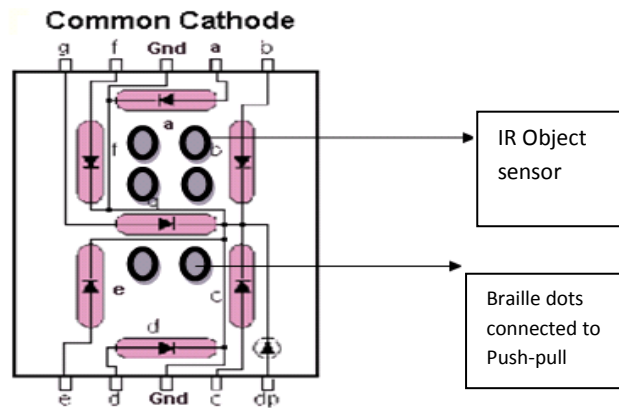 Common Cathode
g f Gnd a b
a
f b
g
e c
d
e d Gnd c dp
IR Object
sensor
Braille dots
connected to
Push-pull